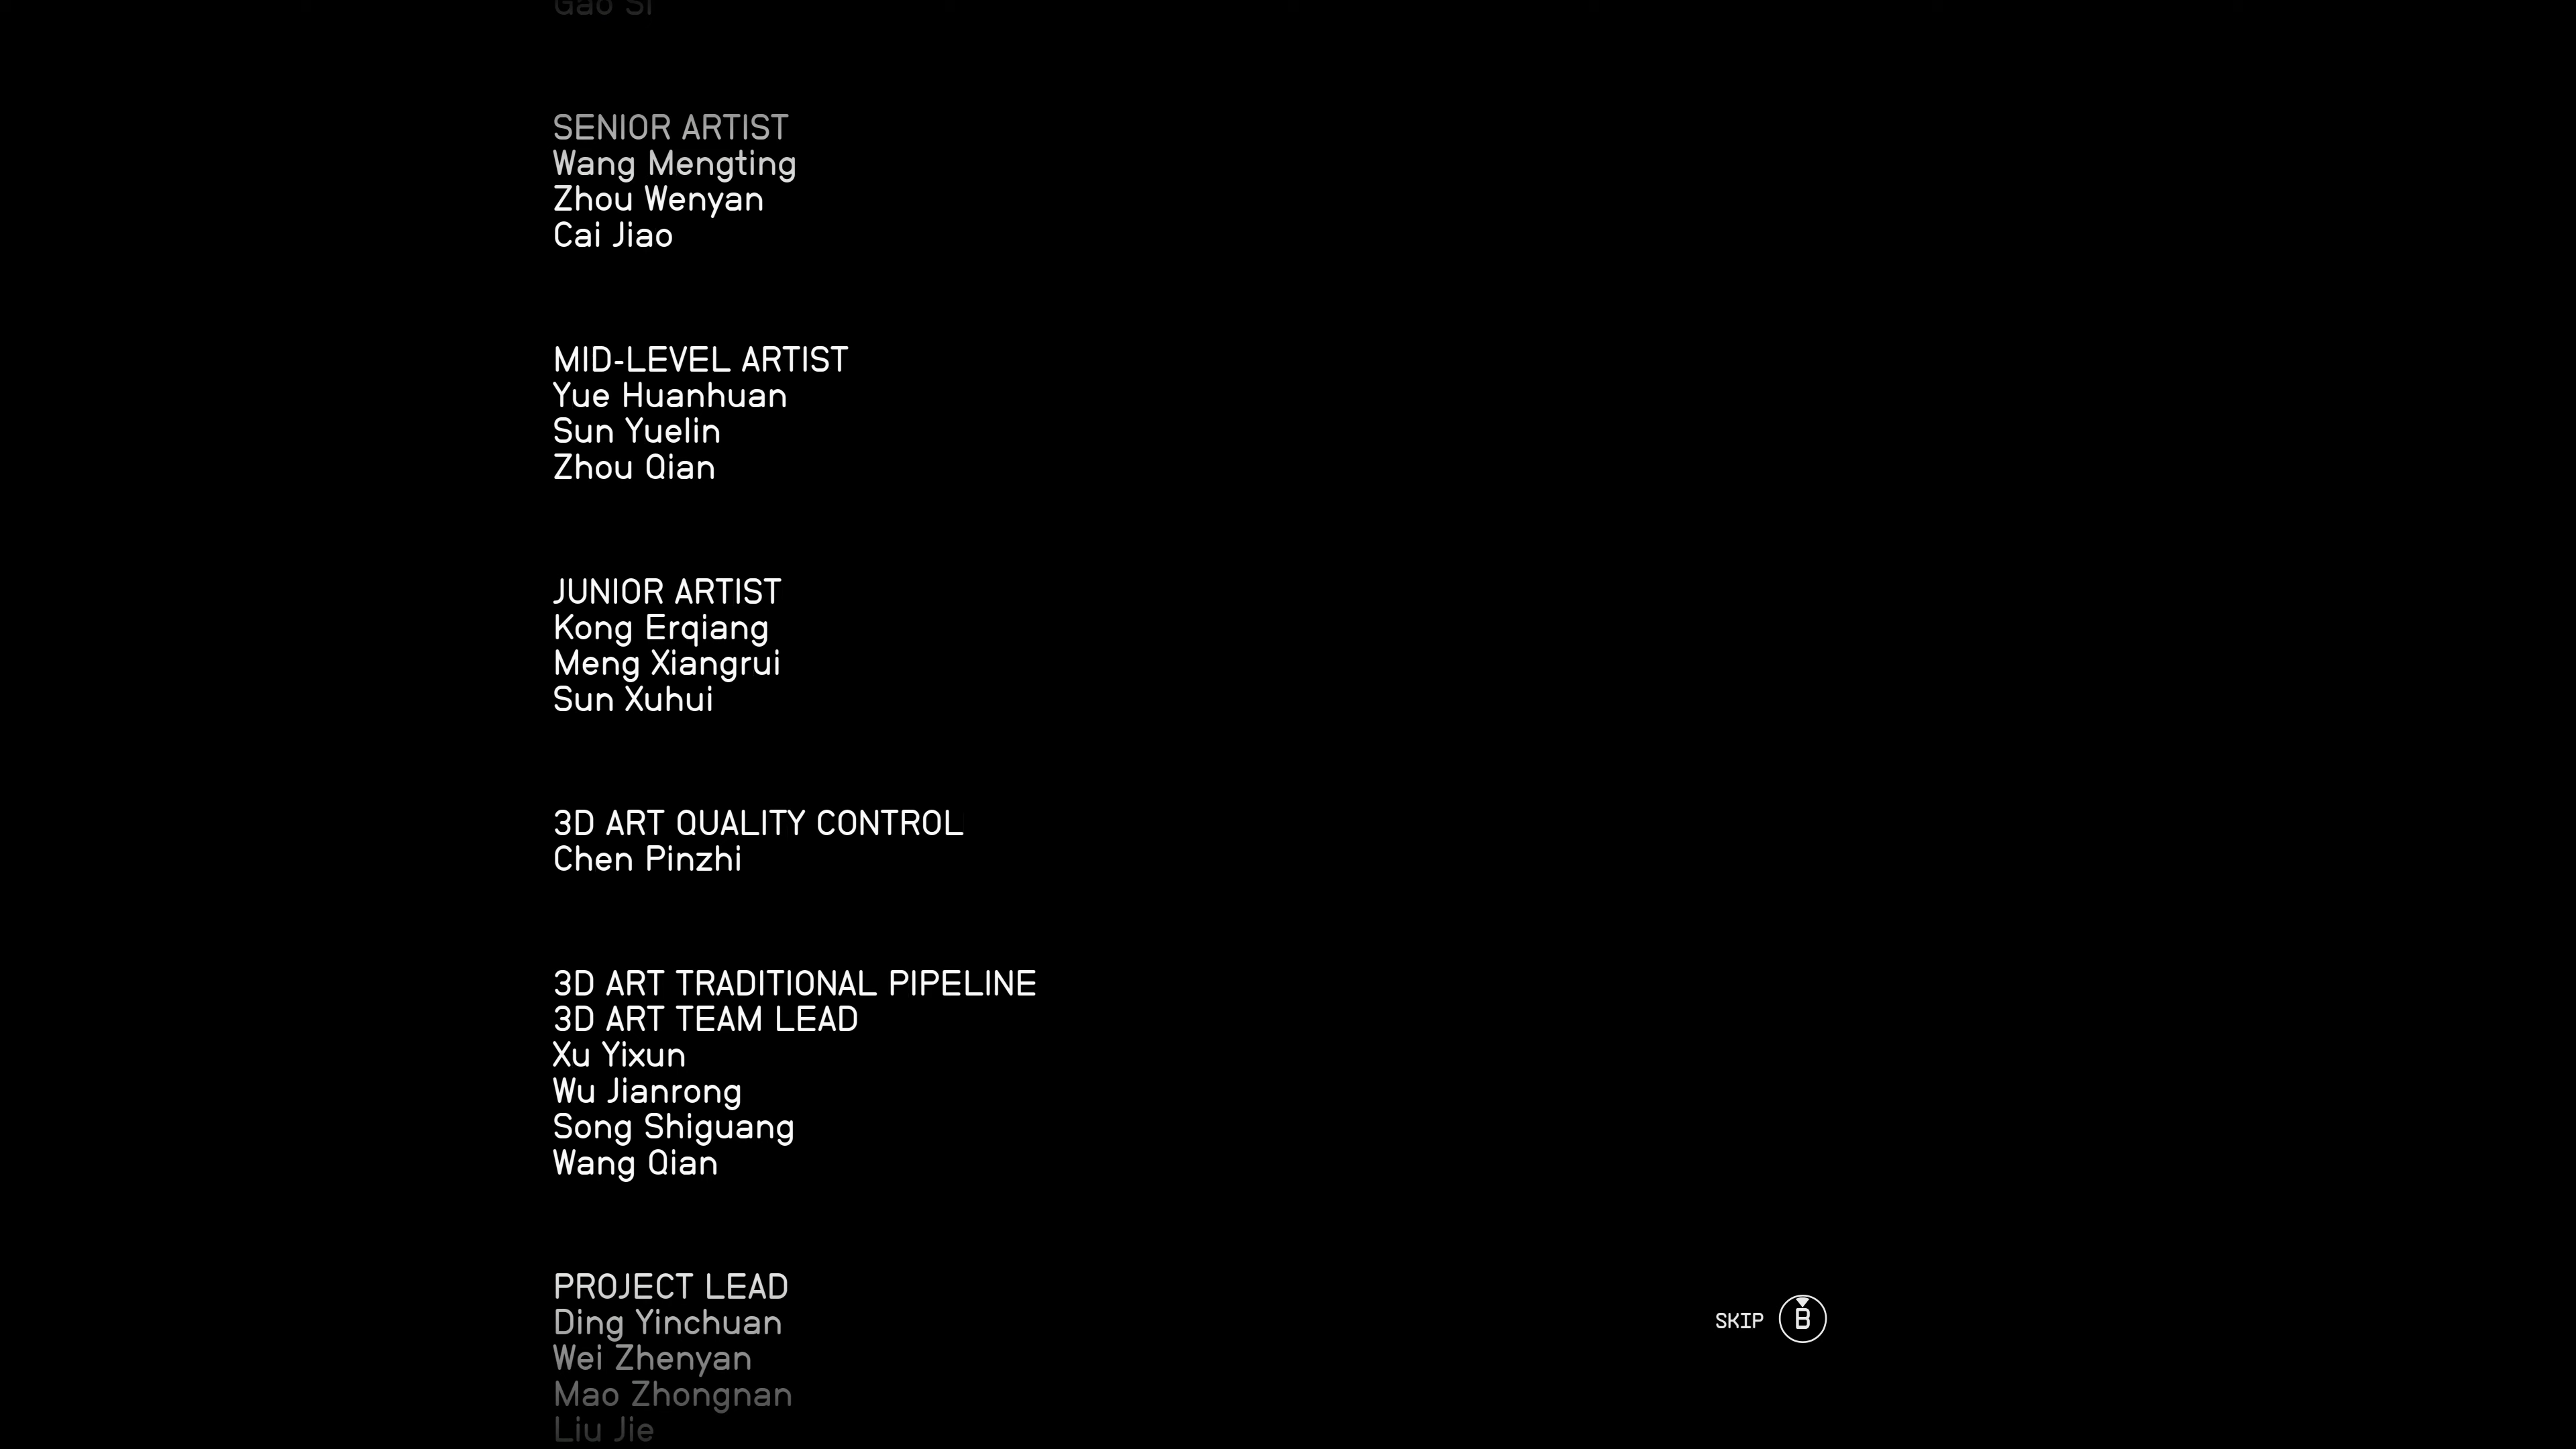 Gao Si
SENIOR ARTIST
Wang Mengting
Zhou Wenyan
Cai Jiao
MID-LEVEL ARTIST
Yue Huanhuan
Sun Yuelin
Zhou Qian
JUNIOR ARTIST
Kong Erqiang
Meng Xiangrui
Sun Xuhui
3D ART QUALITY CONTROL
Chen Pinzhi
3D ART TRADITIONAL PIPELINE
3D ART TEAM LEAD
Xu Yixun
Wu Jianrong
Song Shiguang
Wang Qian
PROJECT LEAD
Ding Yinchuan
Wei Zhenyan
Mao Zhongnan
Liu Jie
SKIP B